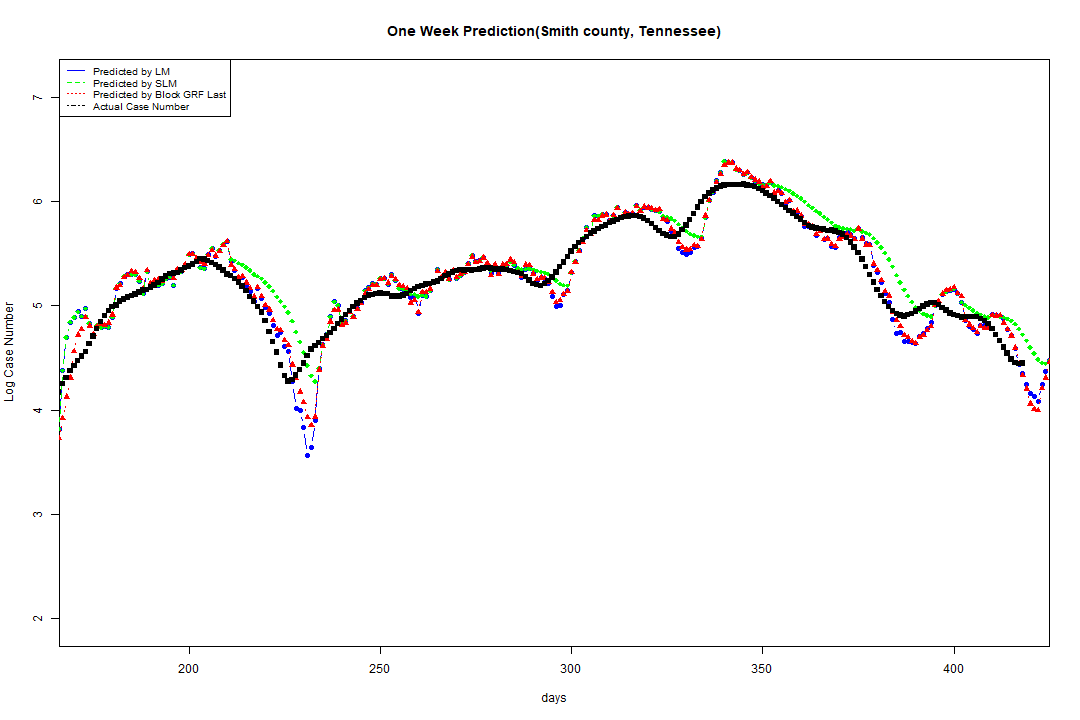 One Week Prediction(Smith county, Tennessee)
Predicted by LM
Predicted by SLM
Predicted by Block GRF Last
Actual Case Number
7
6
5
4
3
2
Log Case Number
200 250 300 350 400
days